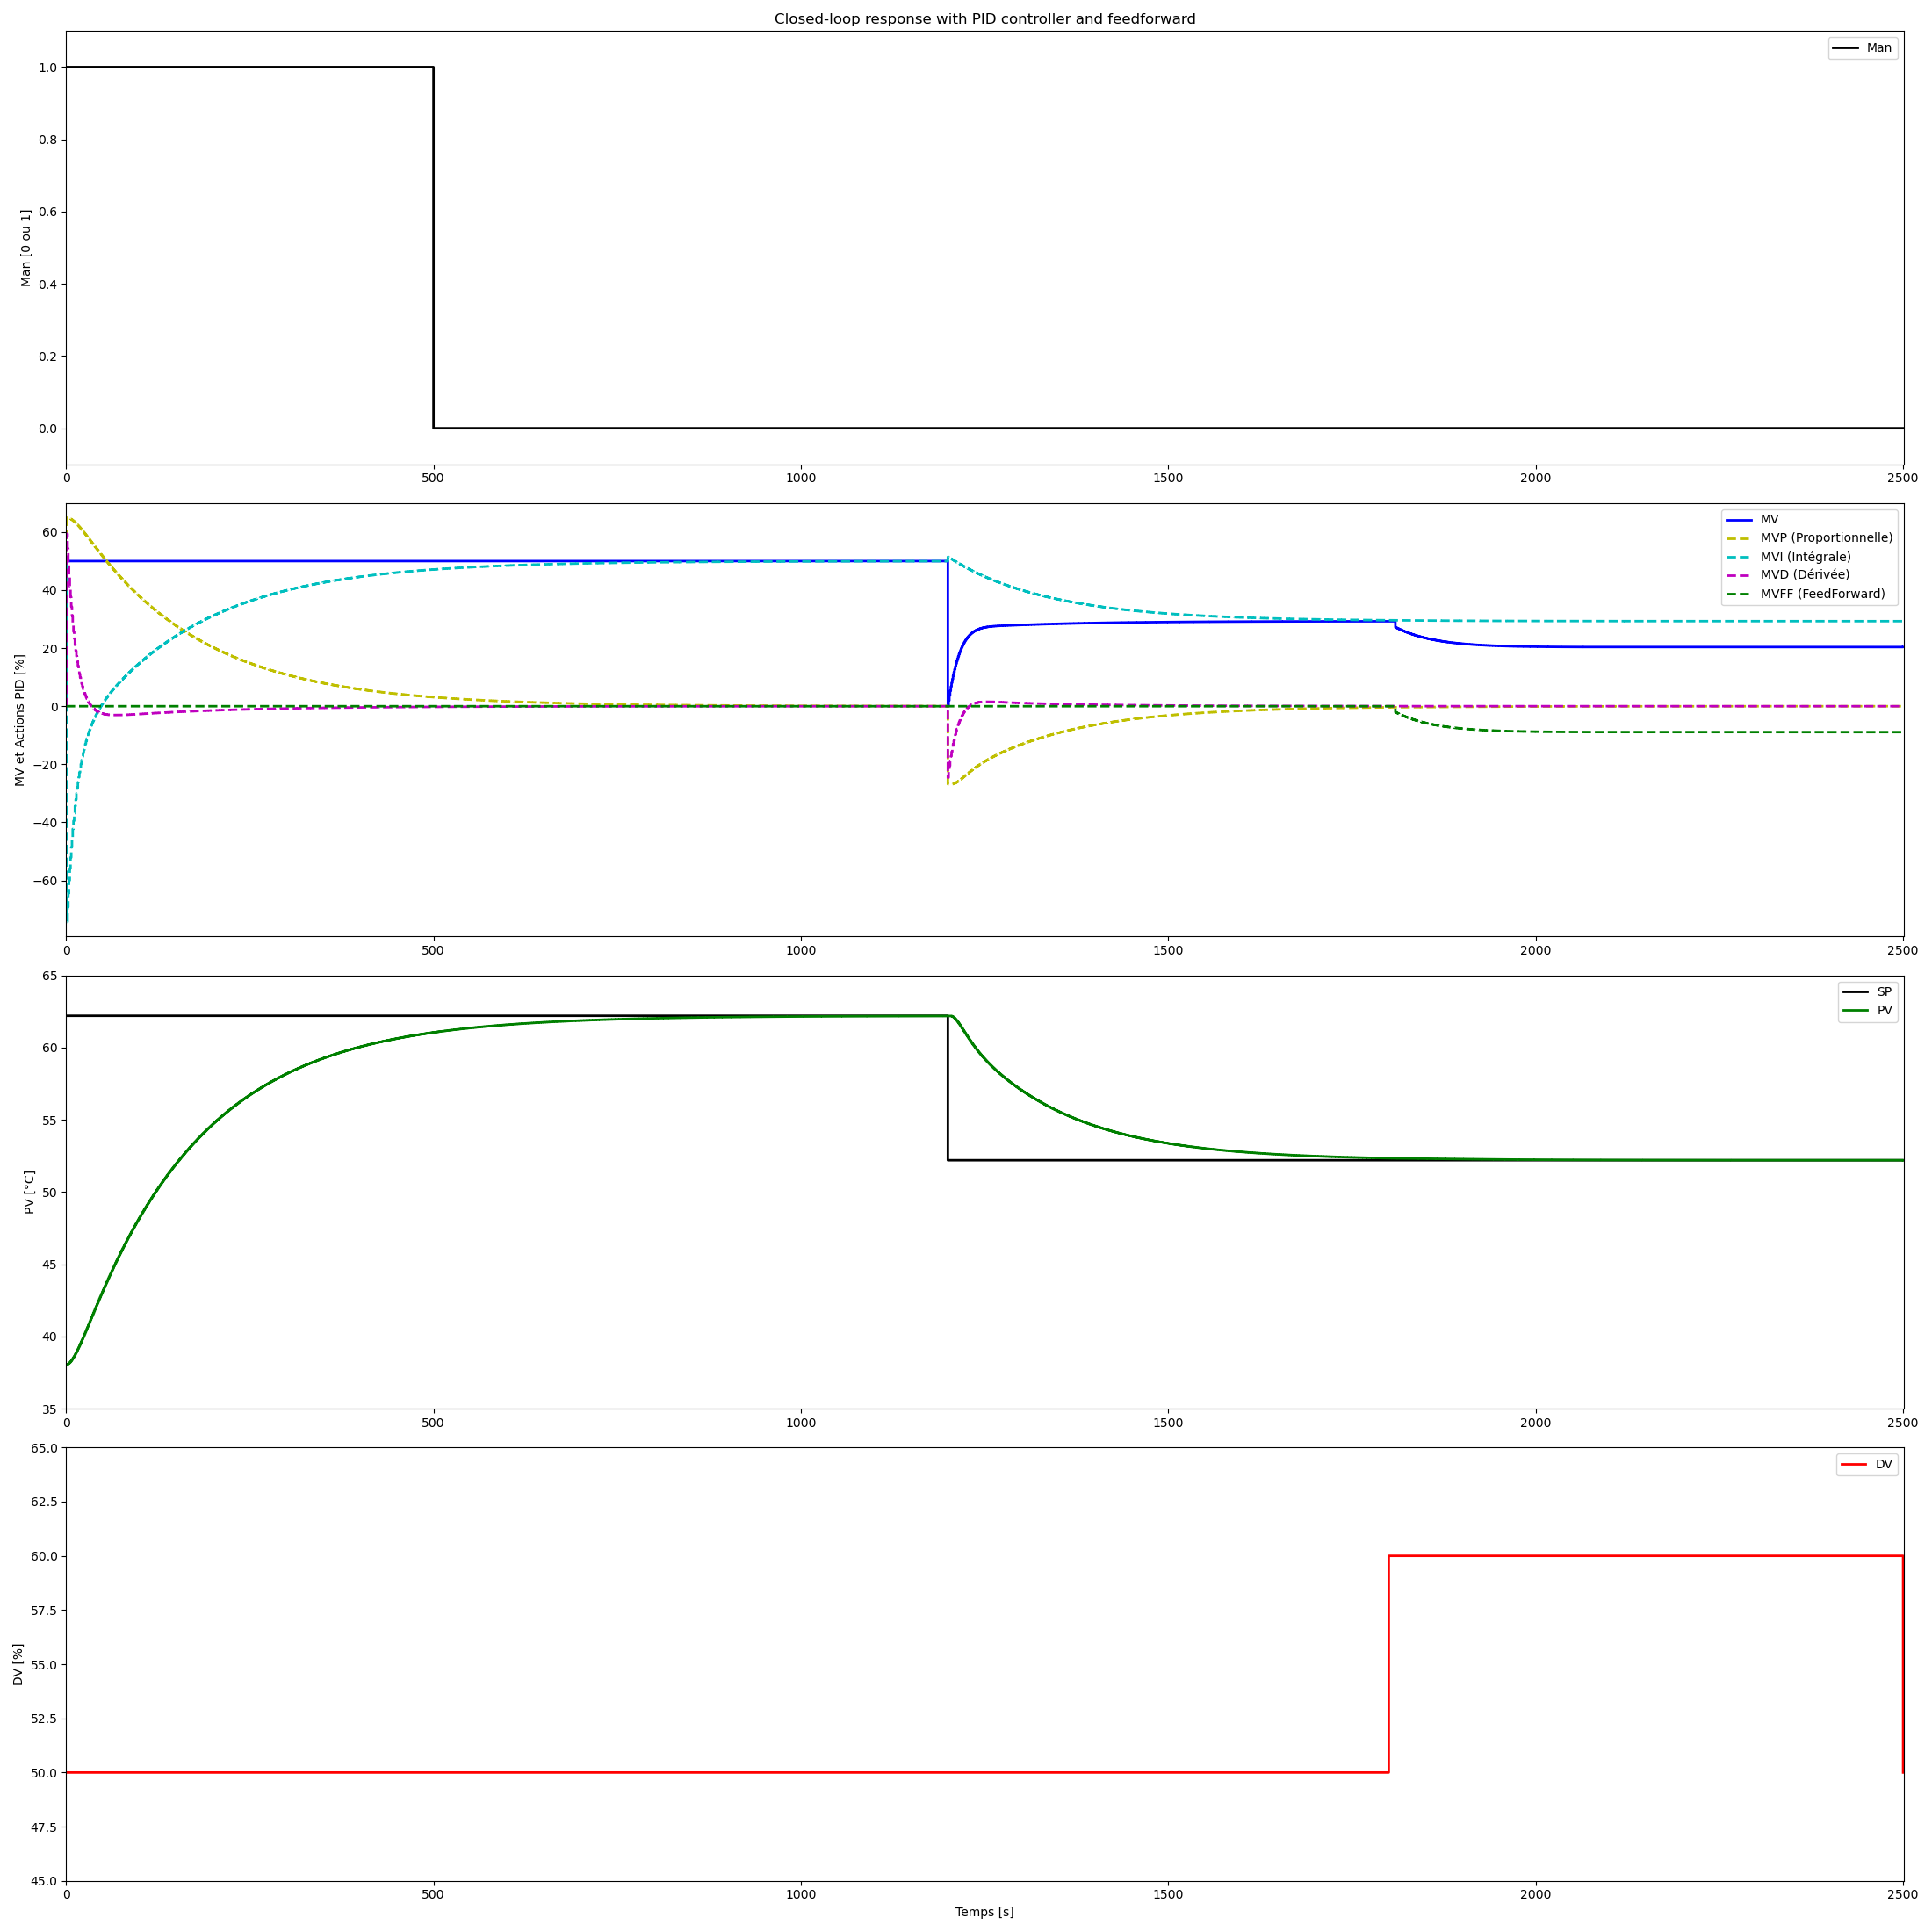 Closed-loop response with PID controller and feedforward
Man
Man [0 ou 1]
1.0
0.8
0.6
0.4
0.2
0.0
0 500 1000 1500 2000 2500
MV
MVP (Proportionnelle)
MVI (Intégrale)
MVD (Dérivée)
MVFF (FeedForward)
MV et Actions PID [%]
60
40
20
0
−20
−40
−60
0 500 1000 1500 2000 2500
SP
PV
PV [°C]
65
60
55
50
45
40
35
0 500 1000 1500 2000 2500
DV
DV [%]
65.0
62.5
60.0
57.5
55.0
52.5
50.0
47.5
45.0
0 500 1000 1500 2000 2500
Temps [s]